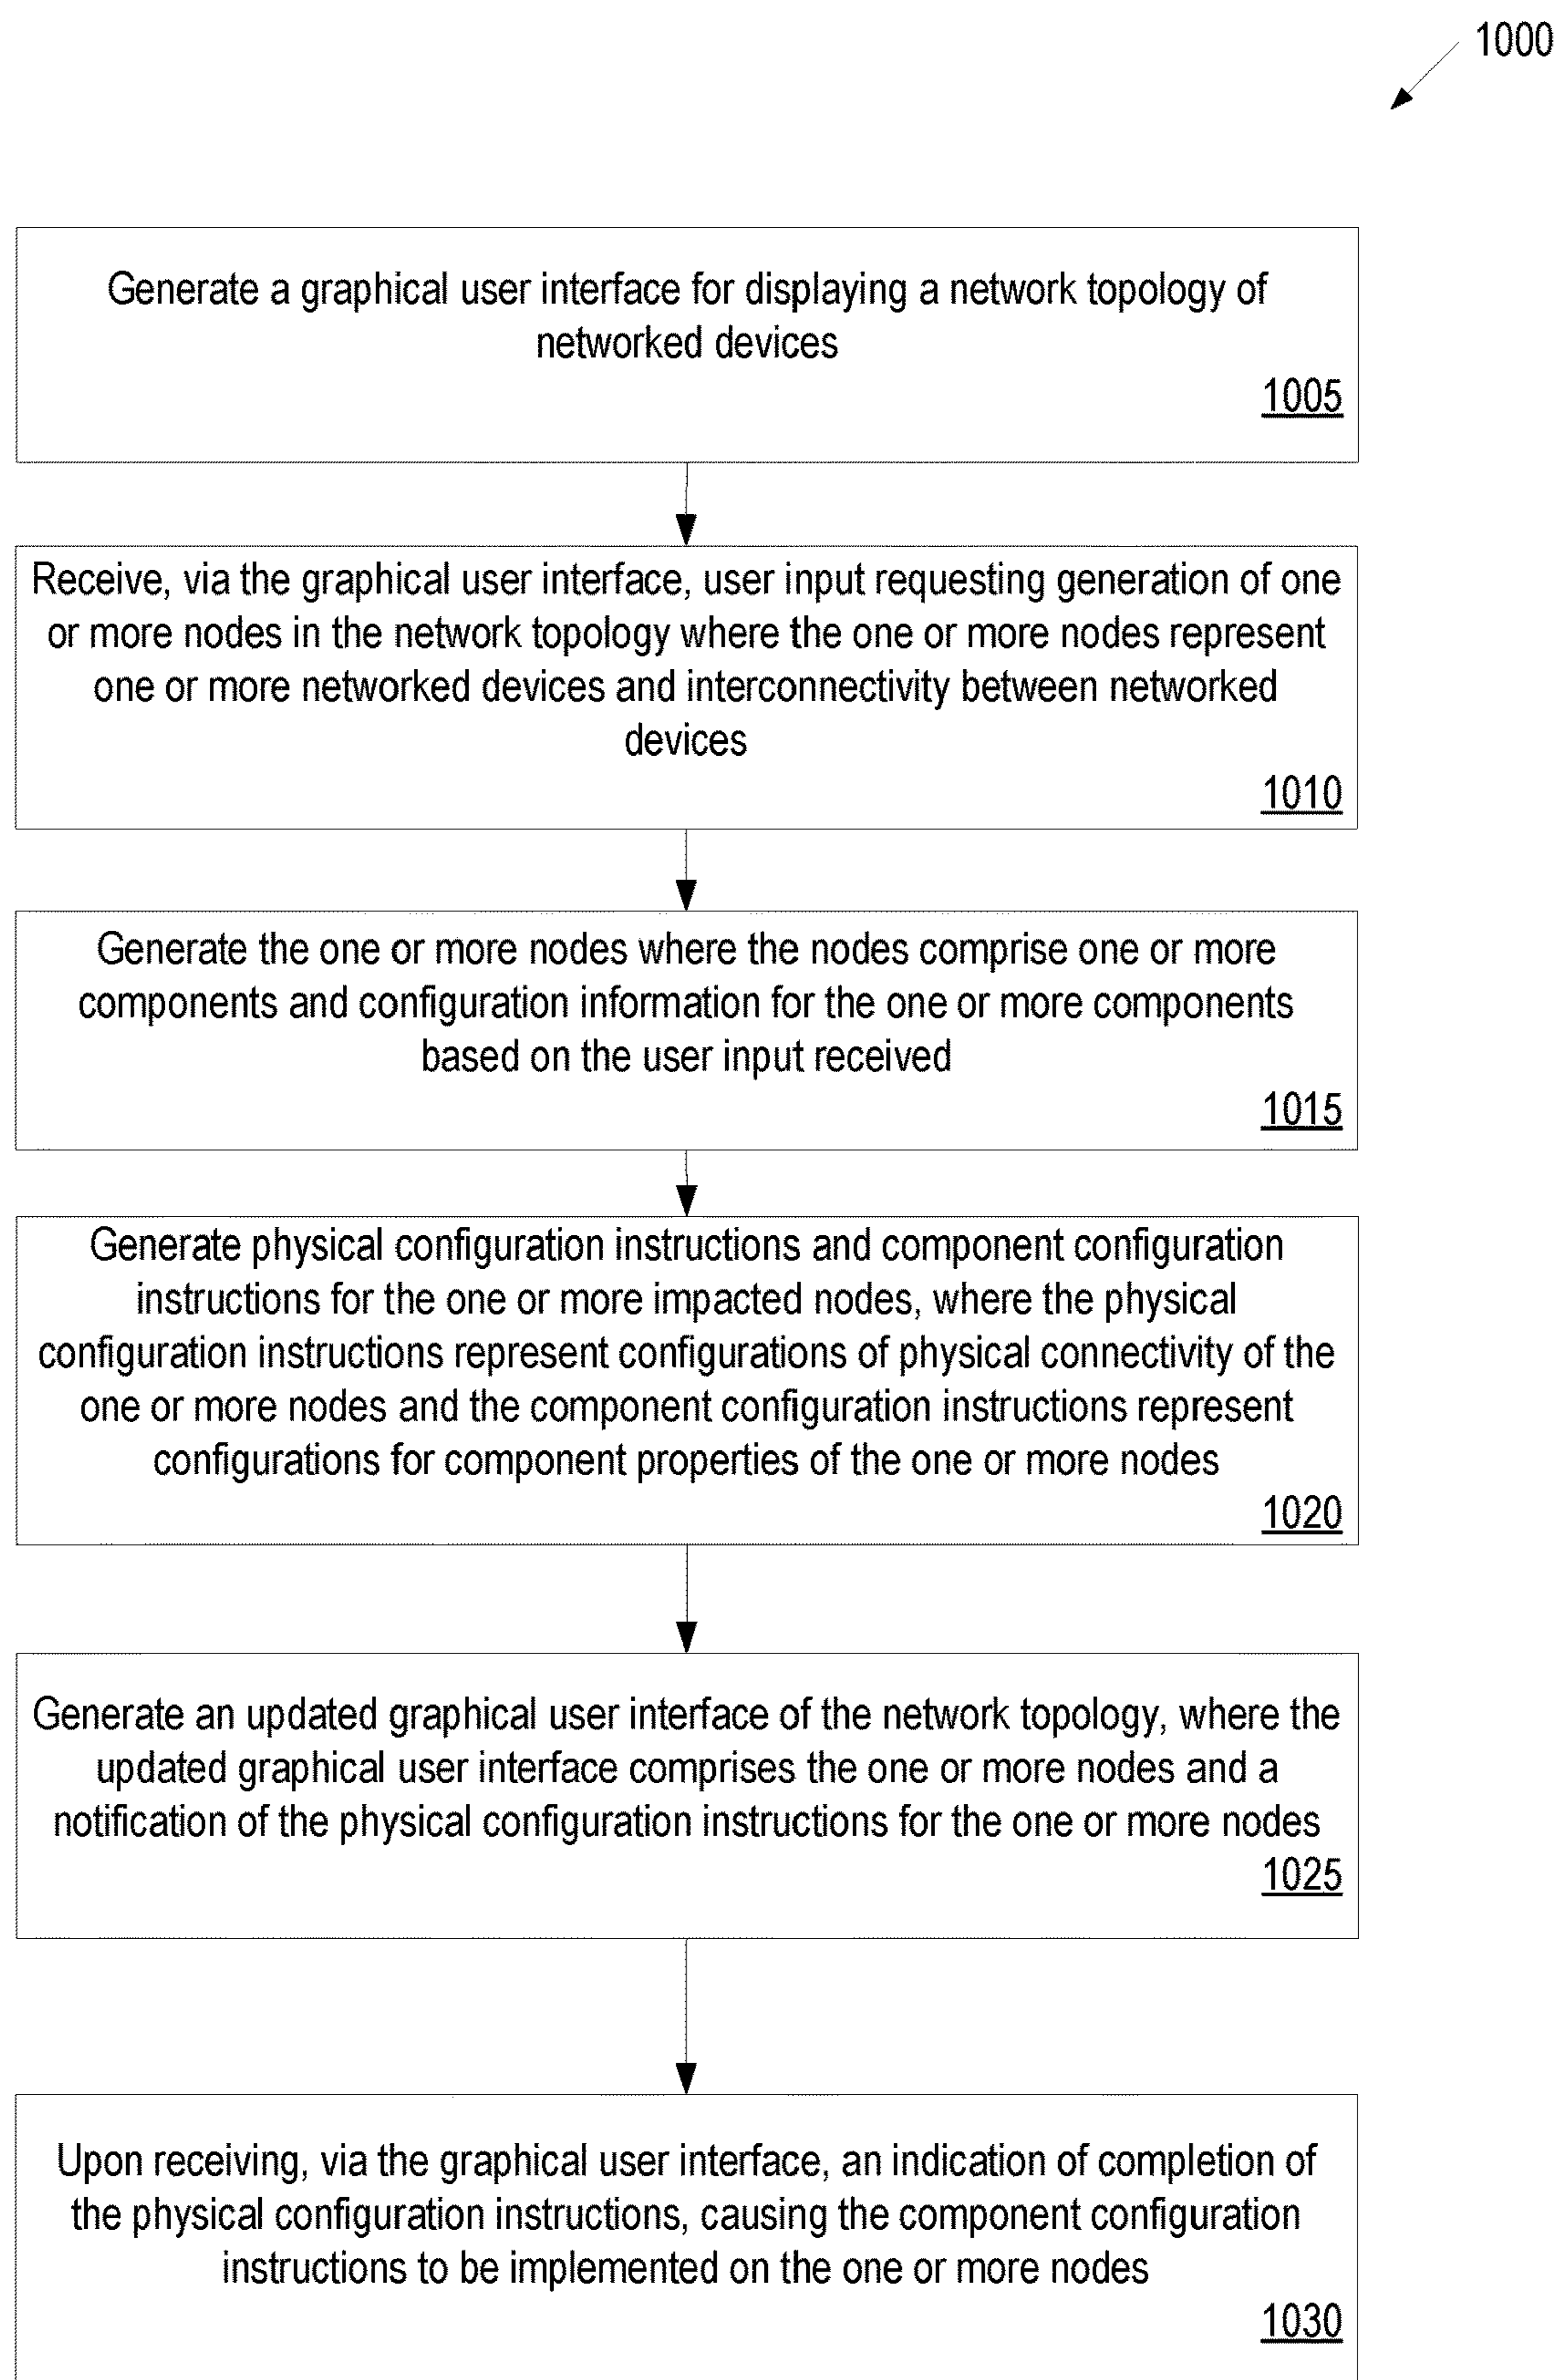 1000
Generate a graphical user interface for displaying a network topology of
networked devices
1005
Receive, via the graphical user interface, user input requesting generation of one
or more nodes in the network topology where the one or more nodes represent
one or more networked devices and interconnectivity between networked
devices
1010
Generate the one or more nodes where the nodes comprise one or more
components and configuration information for the one or more components
based on the user input received
1015
Generate physical configuration instructions and component configuration
instructions for the one or more impacted nodes, where the physical
configuration instructions represent configurations of physical connectivity of the
one or more nodes and the component configuration instructions represent
configurations for component properties of the one or more nodes
1020
Generate an updated graphical user interface of the network topology, where the
updated graphical user interface comprises the one or more nodes and a
notification of the physical configuration instructions for the one or more nodes
1025
Upon receiving, via the graphical user interface, an indication of completion of
the physical configuration instructions, causing the component configuration
instructions to be implemented on the one or more nodes
1030